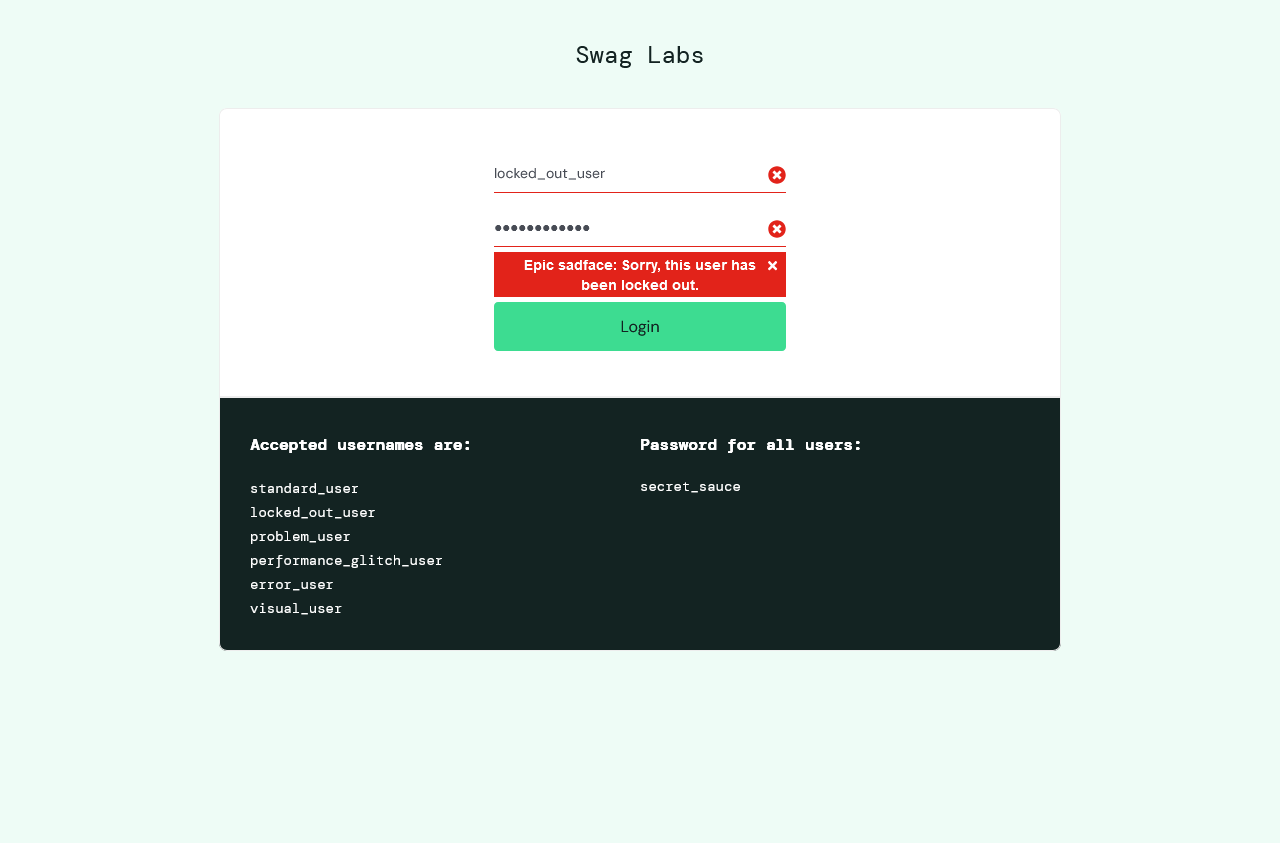 Swag Labs
locked_out_user
••••••••••••
Epic sadface: Sorry, this user has
been locked out.
Login
Accepted usernames are:
standard_user
locked_out_user
problem_user
performance_glitch_user
error_user
visual_user
Password for all users:
secret_sauce